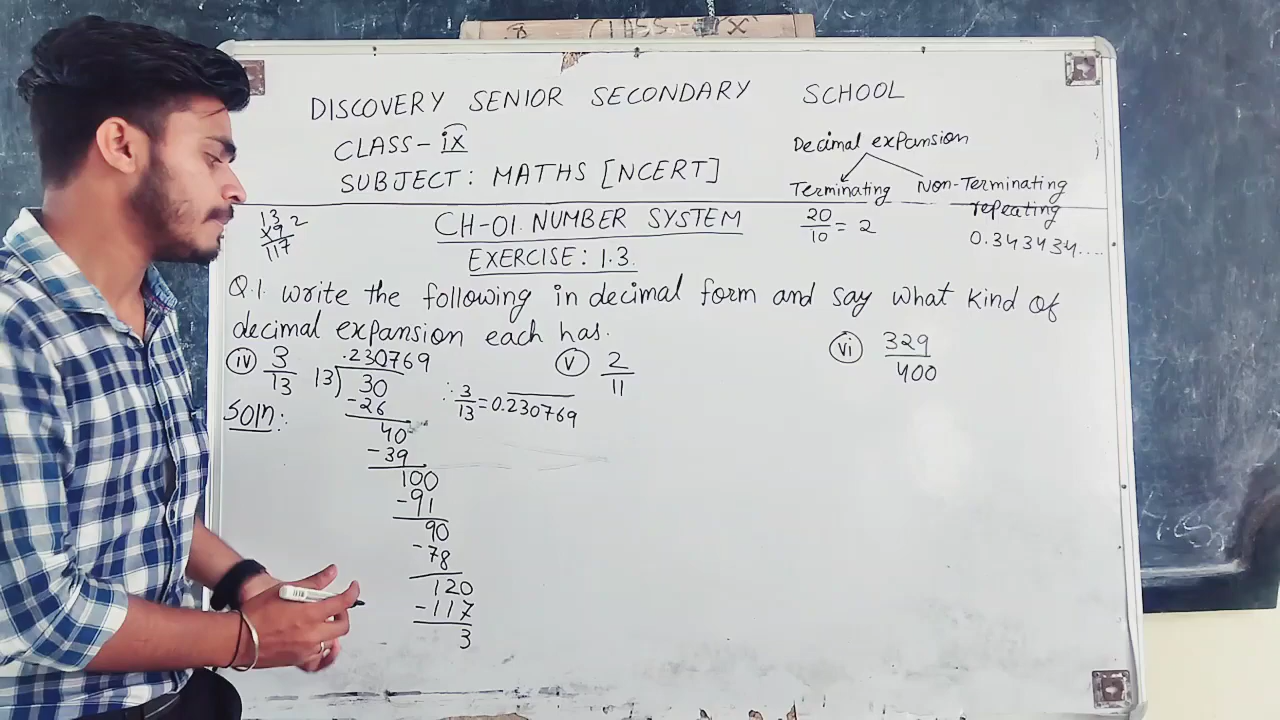 CLASS - IX
DISCOVERY SENIOR SECONDARY SCHOOL
CLASS - ix
SUBJECT: MATHS [NCERT]
Decimal expansion
Terminating
Non-Terminating
repeating
20/10 = 2
0.343434....
13 2
x9
117
CH-01. NUMBER SYSTEM
EXERCISE: 1.3.
Q.1. Write the following in decimal form and say what kind of
decimal expansion each has.
iv 3/13
.230769
13) 30
-26
40
-39
100
-91
90
-78
120
-117
3
Soln:
∴ 3/13 = 0.230769
v 2/11
vi 329/400